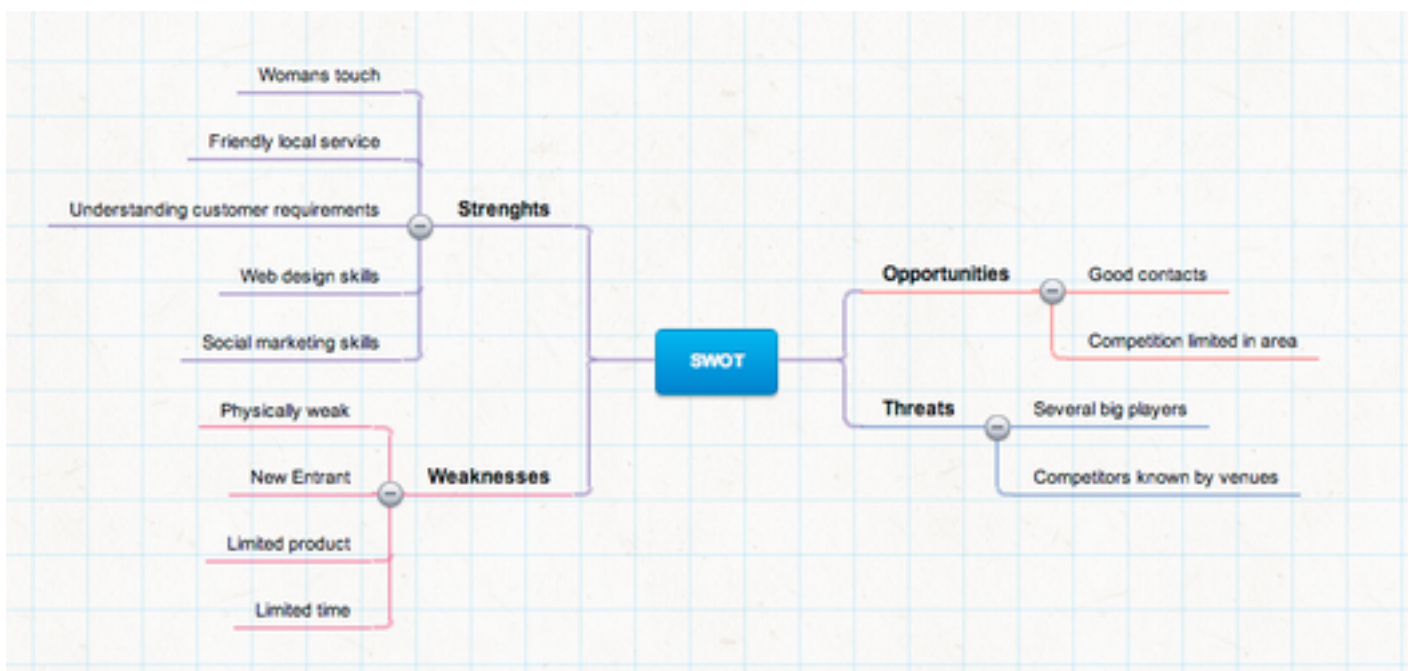 Womans touch
Friendly local service
Understanding customer requirements
Strenghts
Web design skills
Social marketing skills
Physically weak
New Entrant
Weaknesses
Limited product
Limited time
SWOT
Opportunities
Good contacts
Competition limited in area
Threats
Several big players
Competitors known by venues